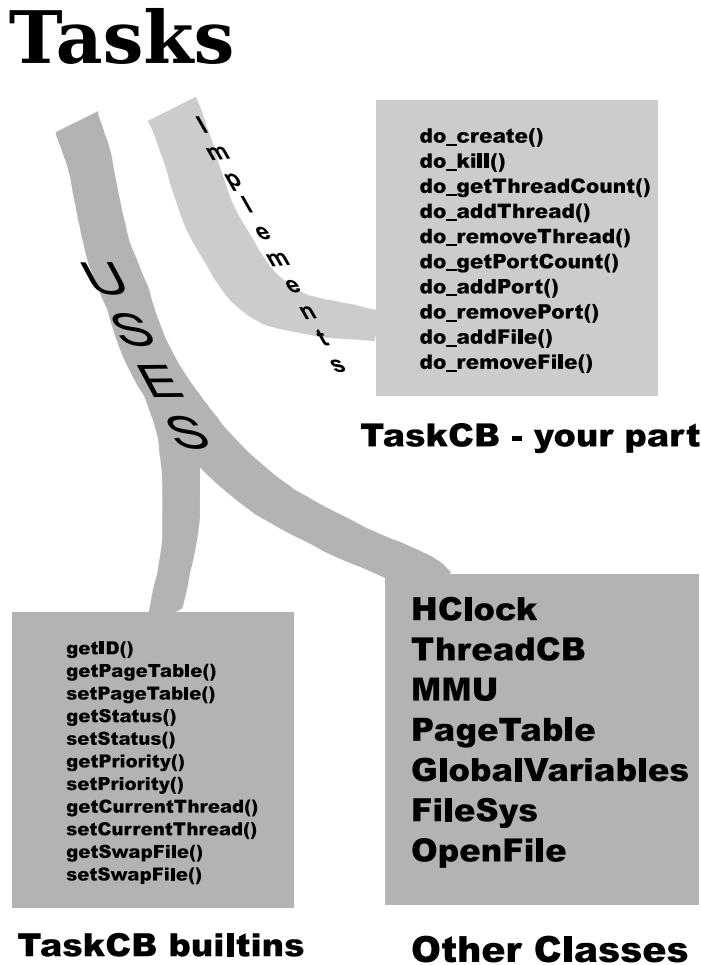 Tasks
Implements
do_create()
do_kill()
do_getThreadCount()
do_addThread()
do_removeThread()
do_getPortCount()
do_addPort()
do_removePort()
do_addFile()
do_removeFile()
TaskCB - your part
USES
getID()
getPageTable()
setPageTable()
getStatus()
setStatus()
getPriority()
setPriority()
getCurrentThread()
setCurrentThread()
getSwapFile()
setSwapFile()
TaskCB builtins
HClock
ThreadCB
MMU
PageTable
GlobalVariables
FileSys
OpenFile
Other Classes